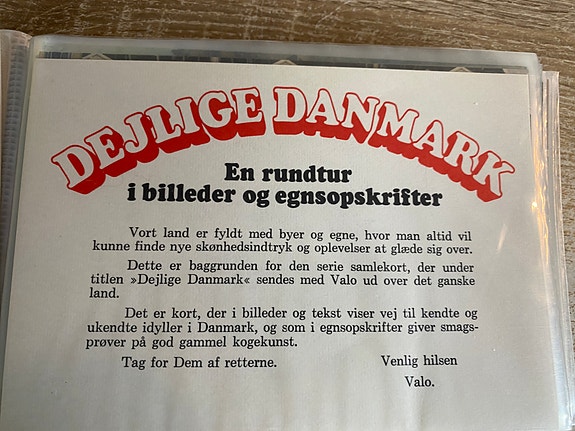 DEJLIGE DANMARK
En rundtur
i billeder og egnsopskrifter
Vort land er fyldt med byer og egne, hvor man altid vil
kunne finde nye skønhedsindtryk og oplevelser at glæde sig over.
Dette er baggrunden for den serie samlekort, der under
titlen »Dejlige Danmark« sendes med Valo ud over det ganske
land.
Det er kort, der i billeder og tekst viser vej til kendte og
ukendte idyller i Danmark, og som i egnsopskrifter giver smags-
prøver på god gammel kogekunst.
Tag for Dem af retterne. Venlig hilsen
Valo.